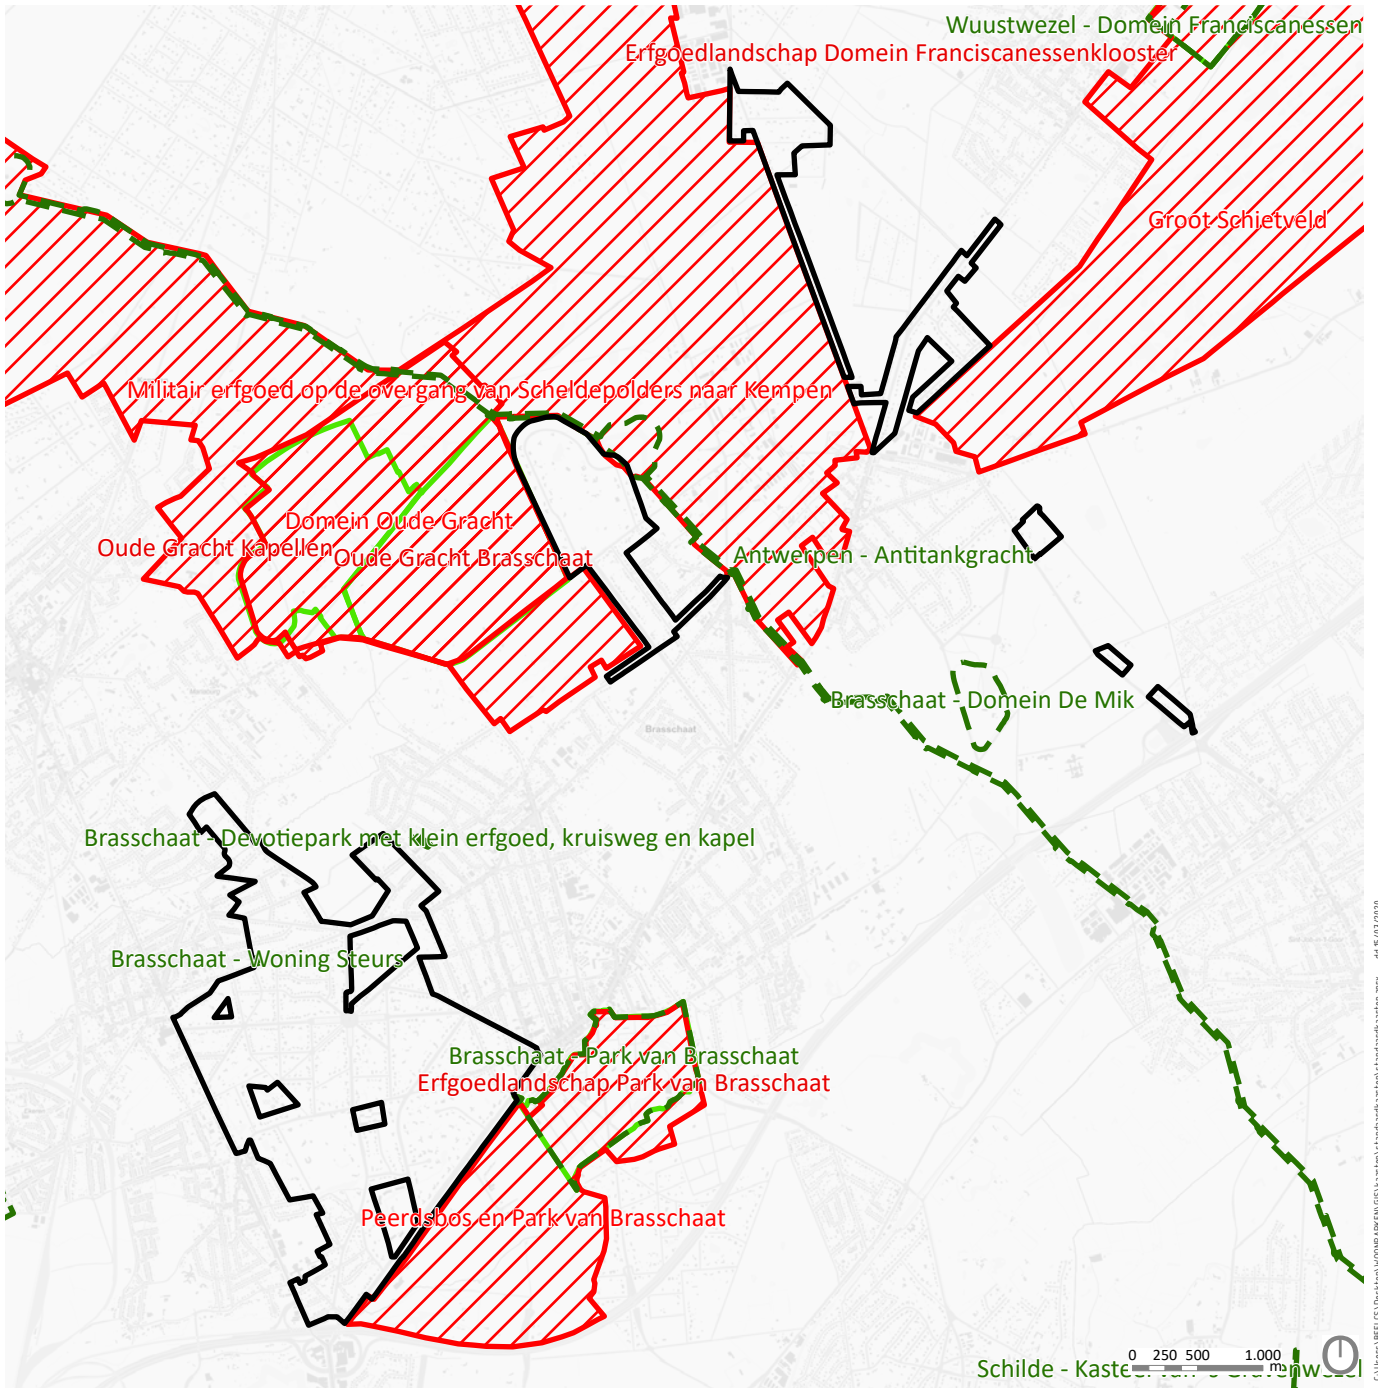 Wuustwezel - Domein Franciscanessen
Erfgoedlandschap Domein Franciscanessenklooster
Groot Schietveld
Militair erfgoed op de overgang van Scheldepolders naar Kempen
Domein Oude Gracht
Oude Gracht Kapellen
Oude Gracht Brasschaat
Antwerpen - Antitankgracht
Brasschaat - Domein De Mik
Brasschaat
Brasschaat - Devotiepark met klein erfgoed, kruisweg en kapel
Brasschaat - Woning Steurs
Brasschaat - Park van Brasschaat
Erfgoedlandschap Park van Brasschaat
Peerdsbos en Park van Brasschaat
0 250 500 1.000
m
Schilde - Kasteel van 's Gravenwezel